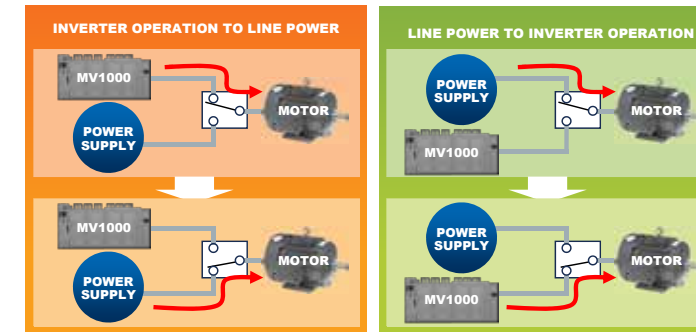 INVERTER OPERATION TO LINE POWER
MV1000
POWER
SUPPLY
MOTOR
MV1000
POWER
SUPPLY
MOTOR
LINE POWER TO INVERTER OPERATION
POWER
SUPPLY
MV1000
MOTOR
POWER
SUPPLY
MV1000
MOTOR